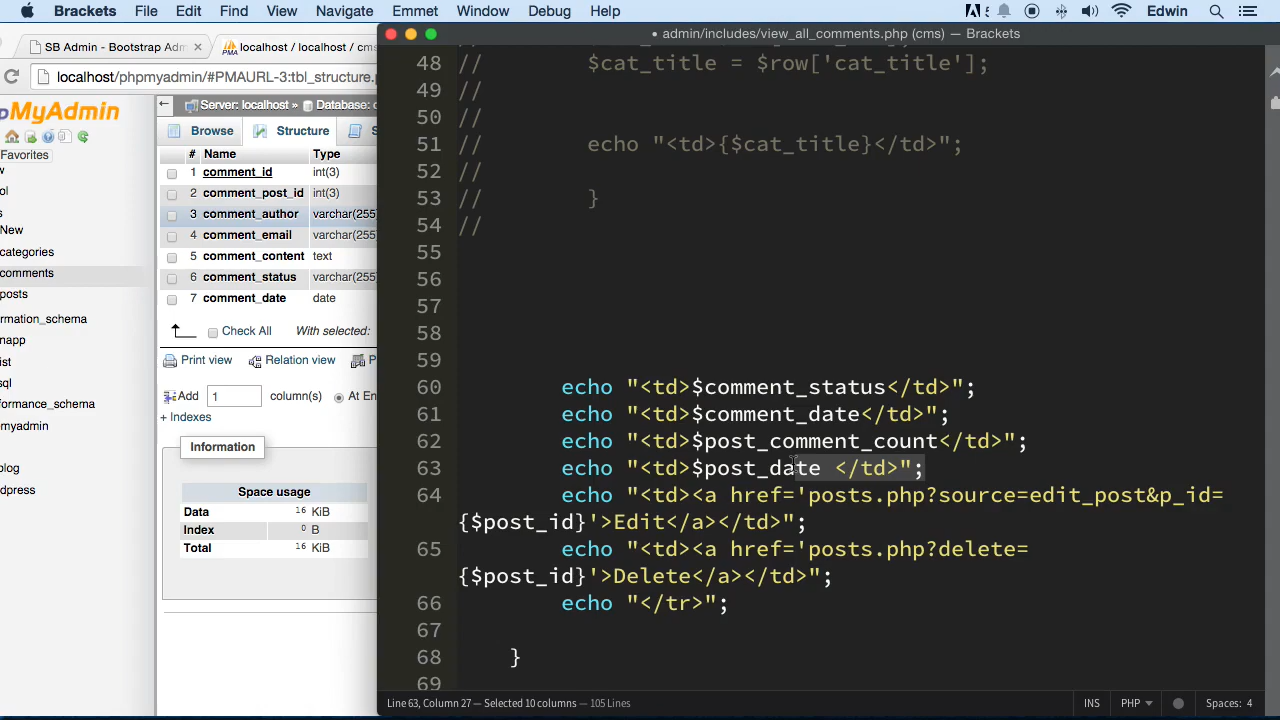 Brackets File Edit Find View Navigate Emmet Window Debug Help
Edwin
SB Admin - Bootstrap Adm
localhost / localhost / cms
localhost/phpmyadmin/#PMAURL-3:tbl_structure.p
MyAdmin
Favorites
New
ategories
comments
posts
ormation_schema
napp
ist
sql
formance_schema
myadmin
log
dpress
Server: localhost » Database: c
Browse Structure S
# Name Type
1 comment_id int(3)
2 comment_post_id int(3)
3 comment_author varchar(255
4 comment_email varchar(255
5 comment_content text
6 comment_status varchar(255
7 comment_date date
Check All With selected:
Print view Relation view P
Add 1 column(s) At En
+ Indexes
Information
Space usage
Data 16 KiB
Index 0 B
Total 16 KiB
• admin/includes/view_all_comments.php (cms) — Brackets
48 // $cat_title = $row['cat_title'];
49 //
50 //
51 // echo "<td>{$cat_title}</td>";
52 //
53 // }
54 //
55
56
57
58
59
60 echo "<td>$comment_status</td>";
61 echo "<td>$comment_date</td>";
62 echo "<td>$post_comment_count</td>";
63 echo "<td>$post_date </td>";
64 echo "<td><a href='posts.php?source=edit_post&p_id=
{$post_id}'>Edit</a></td>";
65 echo "<td><a href='posts.php?delete=
{$post_id}'>Delete</a></td>";
66 echo "</tr>";
67
68 }
69
Line 63, Column 27 — Selected 10 columns — 105 Lines
INS PHP Spaces: 4